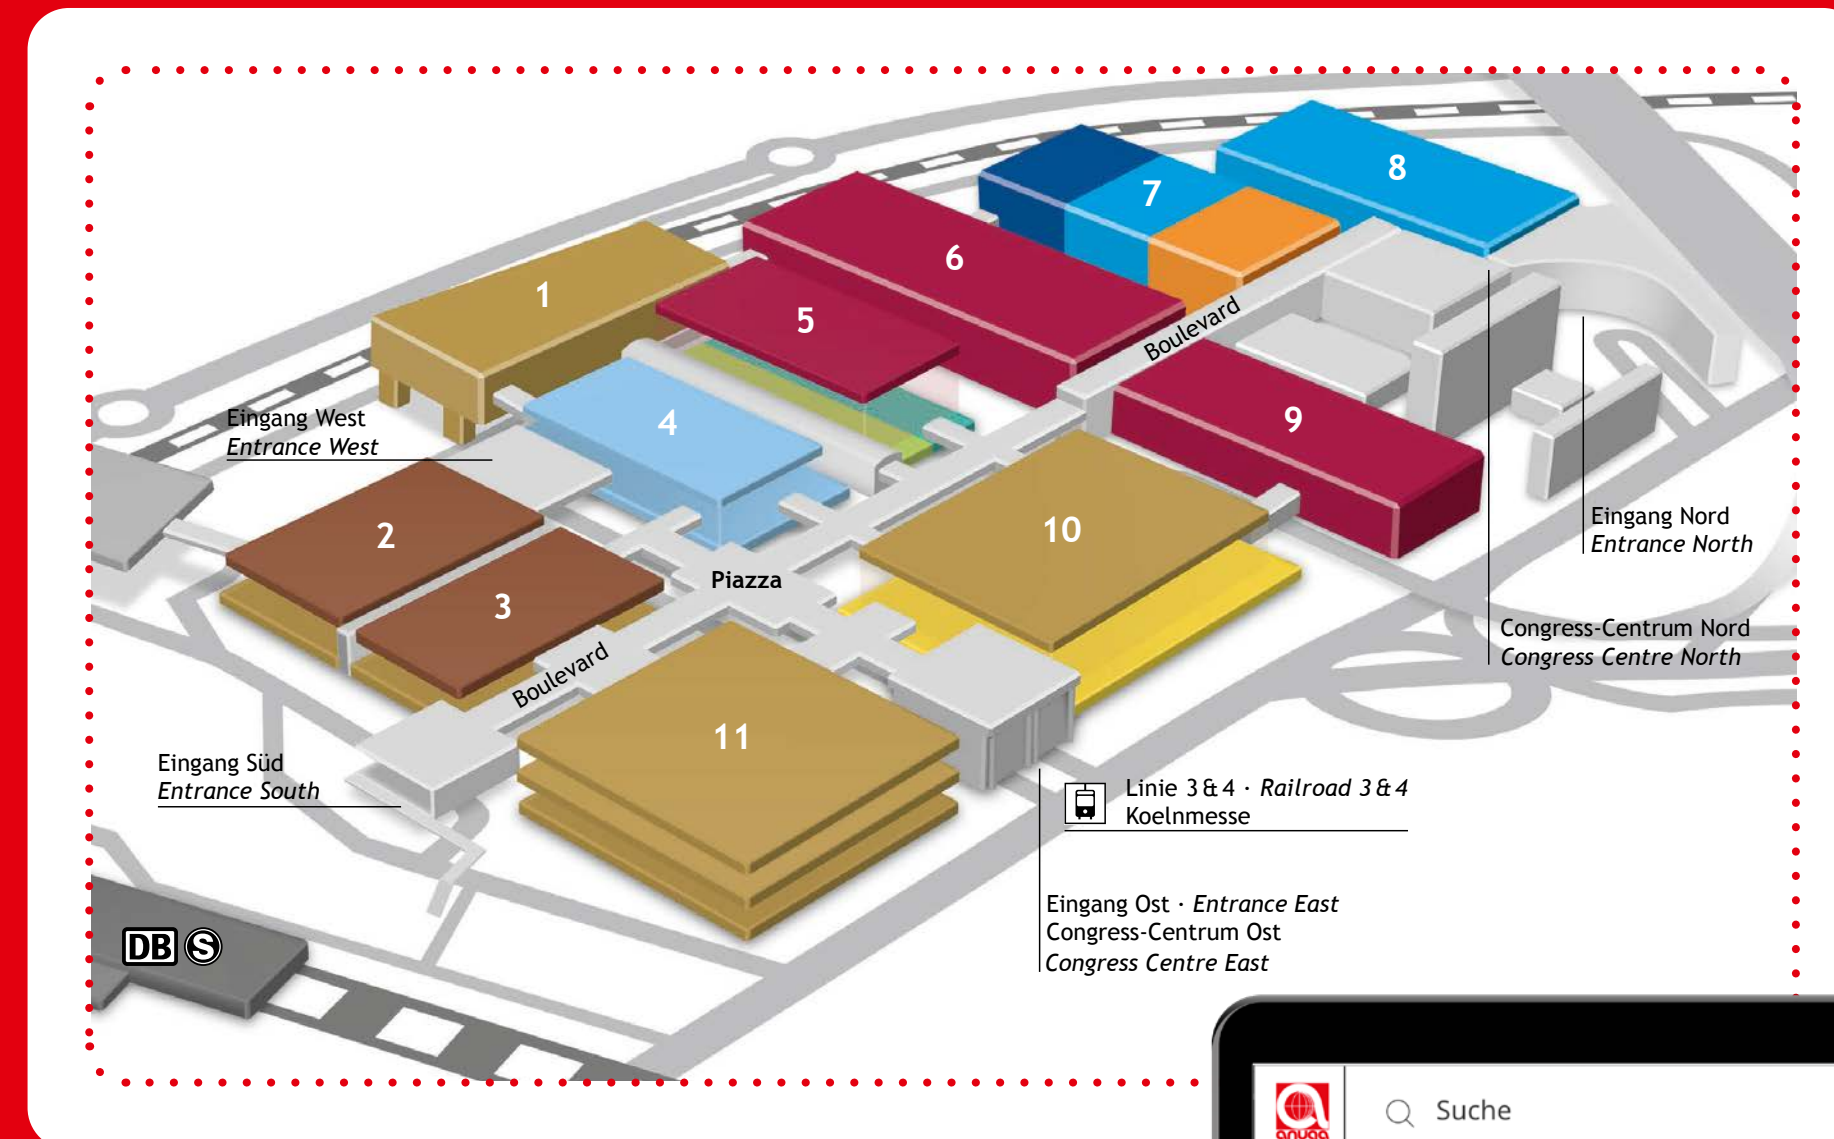 8
7
6
1
5
Boulevard
4
9
Eingang West
Entrance West
2
10
Eingang Nord
Entrance North
Piazza
3
Congress-Centrum Nord
Congress Centre North
Boulevard
11
Eingang Süd
Entrance South
Linie 3 & 4 · Railroad 3 & 4
Koelnmesse
Eingang Ost · Entrance East
Congress-Centrum Ost
Congress Centre East
DB S
Suche
anuga